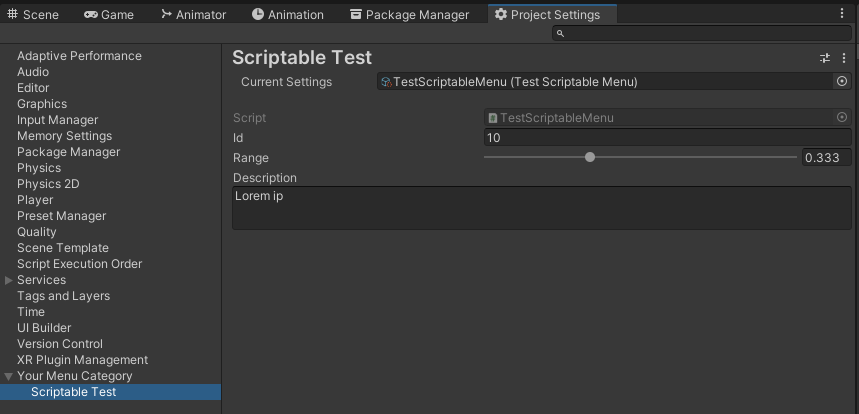 Scene
Game
Animator
Animation
Package Manager
Project Settings
Adaptive Performance
Audio
Editor
Graphics
Input Manager
Memory Settings
Package Manager
Physics
Physics 2D
Player
Preset Manager
Quality
Scene Template
Script Execution Order
Services
Tags and Layers
Time
UI Builder
Version Control
XR Plugin Management
Your Menu Category
Scriptable Test
Scriptable Test
Current Settings TestScriptableMenu (Test Scriptable Menu)
Script TestScriptableMenu
Id 10
Range 0.333
Description
Lorem ip